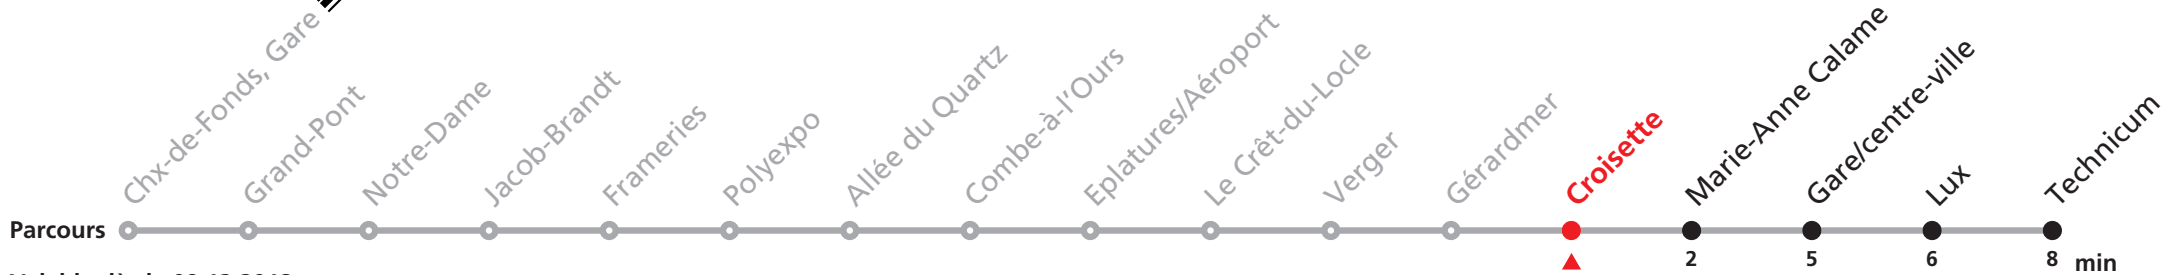 Chx-de-Fonds, Gare
Grand-Pont
Notre-Dame
Jacob-Brandt
Frameries
Polyexpo
Allée du Quartz
Combe-à-l'Ours
Eplatures/Aéroport
Le Crêt-du-Locle
Verger
Gérardmer
Croisette
Marie-Anne Calame
Gare/centre-ville
Lux
Technicum
Parcours
2 5 6 8 min